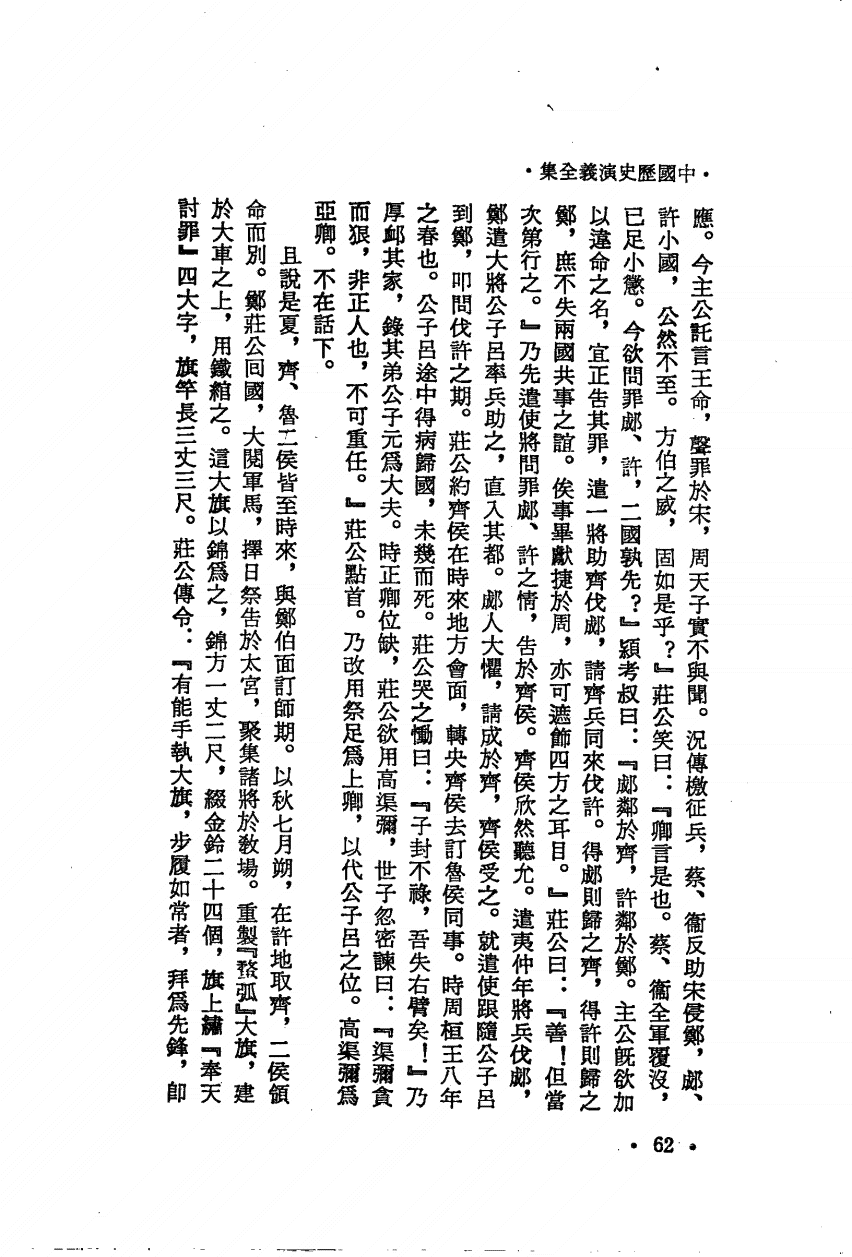 •中國歷史演義全集•
應。今主公託言王命，聲罪於宋，周天子實不與聞。況傳檄征兵，蔡、衞反助宋侵鄭，郕、
許小國，公然不至。方伯之威，固如是乎？』莊公笑曰：『卿言是也。蔡、衞全軍覆沒，
已足小懲。今欲問罪郕、許，二國孰先？』潁考叔曰：『郕鄰於齊，許鄰於鄭。主公旣欲加
以違命之名，宜正告其罪，遣一將助齊伐郕，請齊兵同來伐許。得郕則歸之齊，得許則歸之
鄭，庶不失兩國共事之誼。俟事畢獻捷於周，亦可遮飾四方之耳目。』莊公曰：『善！但當
次第行之。』乃先遣使將問罪郕、許之情，告於齊侯。齊侯欣然聽允。遣夷仲年將兵伐郕，
鄭遣大將公子呂率兵助之，直入其都。郕人大懼，請成於齊，齊侯受之。就遣使跟隨公子呂
到鄭，叩問伐許之期。莊公約齊侯在時來地方會面，轉央齊侯去訂魯侯同事。時周桓王八年
之春也。公子呂途中得病歸國，未幾而死。莊公哭之慟曰：『子封不祿，吾失右臂矣！』乃
厚卹其家，錄其弟公子元爲大夫。時正卿位缺，莊公欲用高渠彌，世子忽密諫曰：『渠彌貪
而狠，非正人也，不可重任。』莊公點首。乃改用祭足爲上卿，以代公子呂之位。高渠彌爲
亞卿。不在話下。
且說是夏，齊、魯二侯皆至時來，與鄭伯面訂師期。以秋七月朔，在許地取齊，二侯領
命而別。鄭莊公回國，大閱軍馬，擇日祭告於太宮，聚集諸將於教場。重製『蝥弧』大旗，建
於大車之上，用鐵綰之。這大旗以錦爲之，錦方一丈二尺，綴金鈴二十四個，旗上繡『奉天
討罪』四大字，旗竿長三丈三尺。莊公傳令：『有能手執大旗，步履如常者，拜爲先鋒，卽
•62•